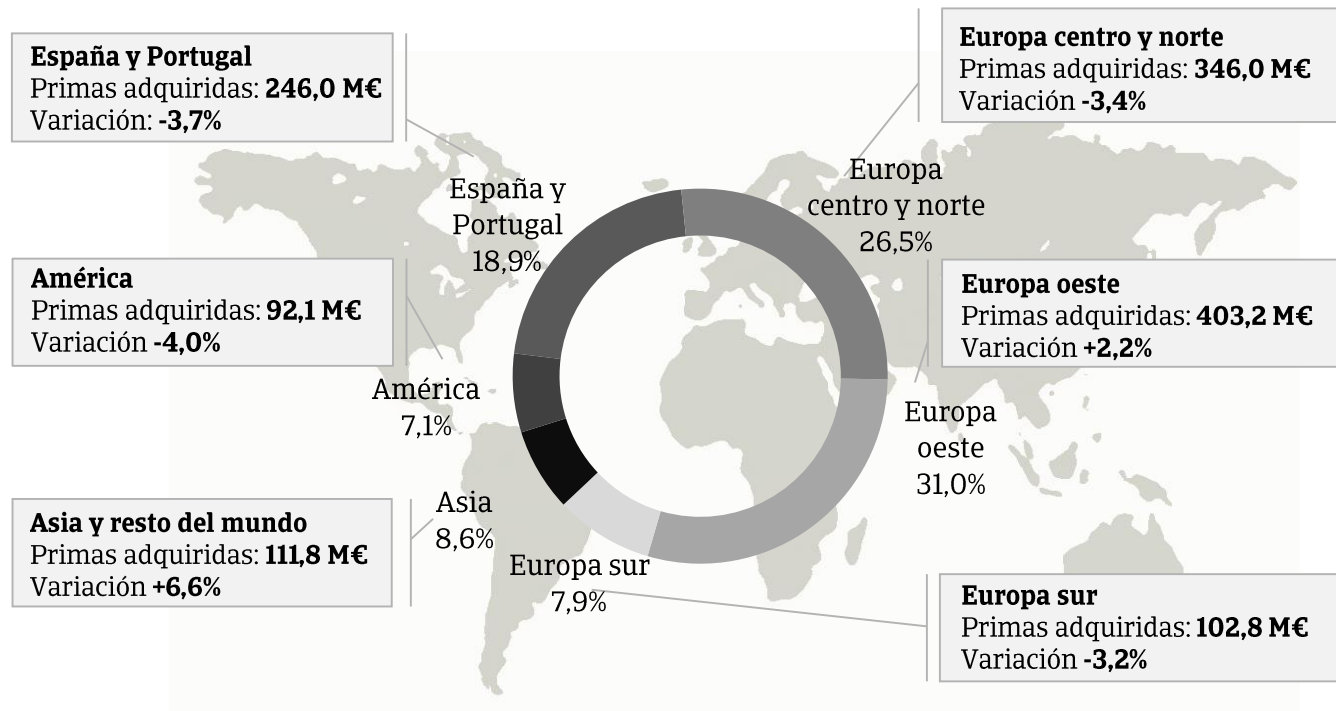 España y Portugal
Primas adquiridas: 246,0 M€
Variación: -3,7%
Europa centro y norte
Primas adquiridas: 346,0 M€
Variación -3,4%
España y
Portugal
18,9%
Europa
centro y norte
26,5%
América
Primas adquiridas: 92,1 M€
Variación -4,0%
Europa oeste
Primas adquiridas: 403,2 M€
Variación +2,2%
América
7,1%
Europa
oeste
31,0%
Asia y resto del mundo
Primas adquiridas: 111,8 M€
Variación +6,6%
Asia
8,6%
Europa sur
7,9%
Europa sur
Primas adquiridas: 102,8 M€
Variación -3,2%